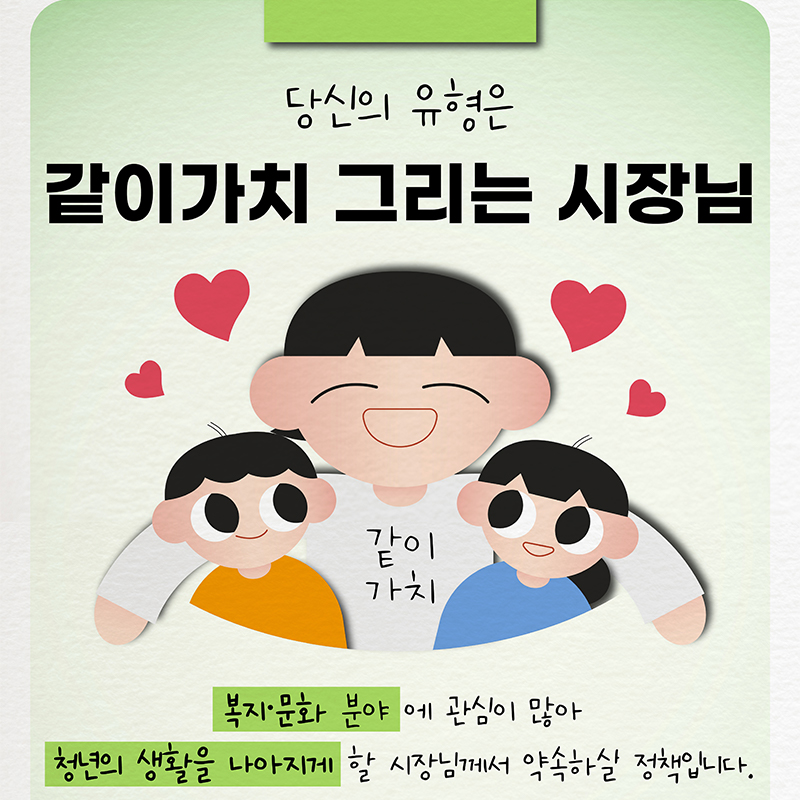 당신의 유형은
같이가치 그리는 시장님
같이
가치
복지·문화 분야에 관심이 많아
청년의 생활을 나아지게 할 시장님께서 약속하실 정책입니다.